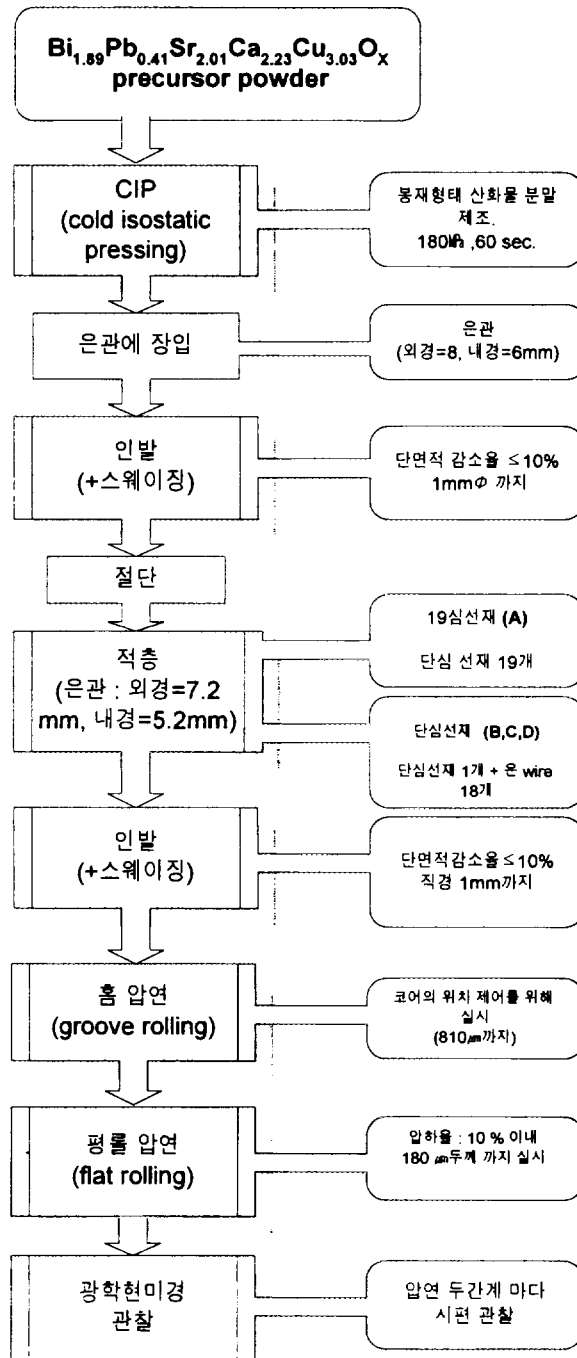 Bi1.89Pb0.41Sr2.01Ca2.23Cu3.03OX
precursor powder
CIP
(cold isostatic
pressing)
봉재형태 산화물 분말
제조.
180㎫ ,60 sec.
은관에 장입
은관
(외경=8, 내경=6mm)
인발
(+스웨이징)
단면적 감소율 ≤10%
1mmΦ 까지
절단
적층
(은관 : 외경=7.2
mm, 내경=5.2mm)
19심선재 (A)
단심 선재 19개
단심선재 (B,C,D)
단심선재 1개 + 은 wire
18개
인발
(+스웨이징)
단면적감소율≤10%
직경 1mm까지
홈 압연
(groove rolling)
코어의 위치 제어를 위해
실시
(810㎛까지)
평롤 압연
(flat rolling)
압하율 : 10 % 이내
180 ㎛두께 까지 실시
광학현미경
관찰
압연 두간계 마다
시편 관찰